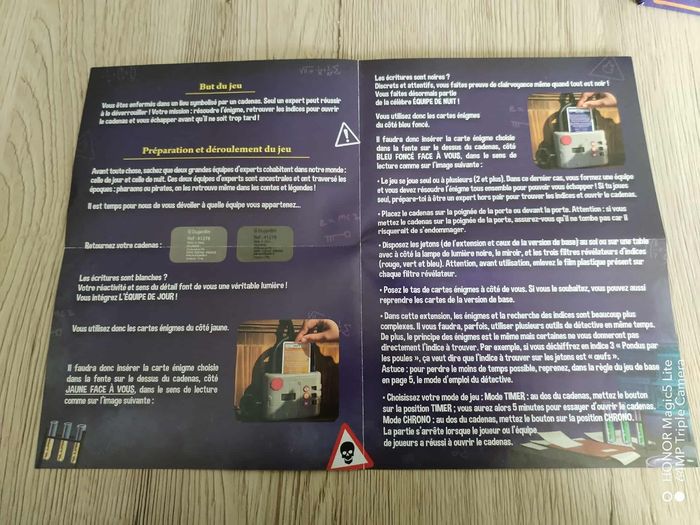 But du jeu
Vous êtes enfermés dans un lieu symbolisé par un cadenas. Seul un expert peut réussir
à le déverrouiller ! Votre mission : résoudre l'énigme, retrouver les indices pour ouvrir
le cadenas et vous échapper avant qu'il ne soit trop tard !
Préparation et déroulement du jeu
Avant toute chose, sachez que deux grandes équipes d'experts cohabitent dans notre monde :
celle de jour et celle de nuit. Ces deux équipes d'experts sont ancestrales et ont traversé les
époques : pharaons ou pirates, on les retrouve même dans les contes et légendes !
Il est temps pour nous de vous dévoiler à quelle équipe vous appartenez...
Retournez votre cadenas :
Dujardin
Réf. 41278
Dujardin
Réf. 41278
Les écritures sont blanches ?
Votre réactivité et sens du détail font de vous une véritable lumière !
Vous intégrez L'ÉQUIPE DE JOUR !
Vous utilisez donc les cartes énigmes du côté jaune.
Il faudra donc insérer la carte énigme choisie
dans la fente sur le dessus du cadenas, côté
JAUNE FACE À VOUS, dans le sens de lecture
comme sur l'image suivante :
Les écritures sont noires ?
Discrets et attentifs, vous faites preuve de clairvoyance même quand tout est noir !
Vous faites désormais partie
de la célèbre ÉQUIPE DE NUIT !
Vous utilisez donc les cartes énigmes
du côté bleu foncé.
Il faudra donc insérer la carte énigme choisie
dans la fente sur le dessus du cadenas, côté
BLEU FONCÉ FACE À VOUS, dans le sens de
lecture comme sur l'image suivante :
• Le jeu se joue seul ou à plusieurs (2 et plus). Dans ce dernier cas, vous formez une équipe
et vous devez résoudre l'énigme tous ensemble pour pouvoir vous échapper ! Si tu joues
seul, prépare-toi à être un expert hors pair pour trouver les indices et ouvrir le cadenas.
• Placez le cadenas sur la poignée de la porte ou devant la porte. Attention : si vous
mettez le cadenas sur la poignée de la porte, assurez-vous qu'il ne tombe pas car il
risquerait de s'endommager.
• Disposez les jetons (de l'extension et ceux de la version de base) au sol ou sur une table
avec à côté la lampe de lumière noire, le miroir, et les trois filtres révélateurs d'indices
(rouge, vert et bleu). Attention, avant utilisation, enlevez le film plastique présent sur
chaque filtre révélateur.
• Posez le tas de cartes énigmes à côté de vous. Si vous le souhaitez, vous pouvez aussi
reprendre les cartes de la version de base.
• Dans cette extension, les énigmes et la recherche des indices sont beaucoup plus
complexes. Il vous faudra, parfois, utiliser plusieurs outils de détective en même temps.
De plus, le principe des énigmes est le même mais certaines ne vous donneront pas
directement l'indice à trouver. Par exemple, si vous déchiffrez en indice 3 « Pondus par
les poules », ça veut dire que l'indice à trouver sur les jetons est « œufs ».
Astuce : pour perdre le moins de temps possible, reprenez, dans la règle du jeu de base
en page 5, le mode d'emploi du détective.
• Choisissez votre mode de jeu : Mode TIMER : au dos du cadenas, mettez le bouton
sur la position TIMER ; vous aurez alors 5 minutes pour essayer d'ouvrir le cadenas.
Mode CHRONO : au dos du cadenas, mettez le bouton sur la position CHRONO.
La partie s'arrête lorsque le joueur ou l'équipe
de joueurs a réussi à ouvrir le cadenas.
HONOR Magic5 Lite
64MP Triple Camera